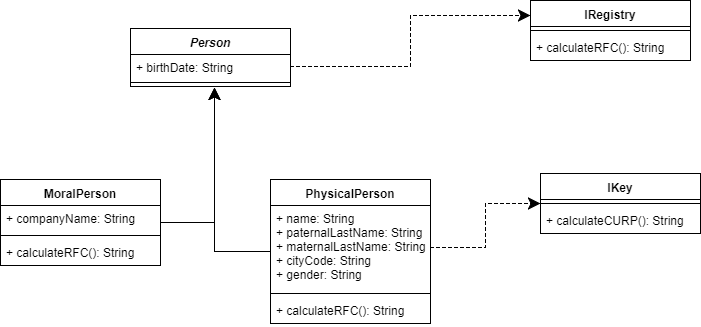 IRegistry
+ calculateRFC(): String
Person
+ birthDate: String
MoralPerson
+ companyName: String
+ calculateRFC(): String
PhysicalPerson
+ name: String
+ paternalLastName: String
+ maternalLastName: String
+ cityCode: String
+ gender: String
+ calculateRFC(): String
IKey
+ calculateCURP(): String